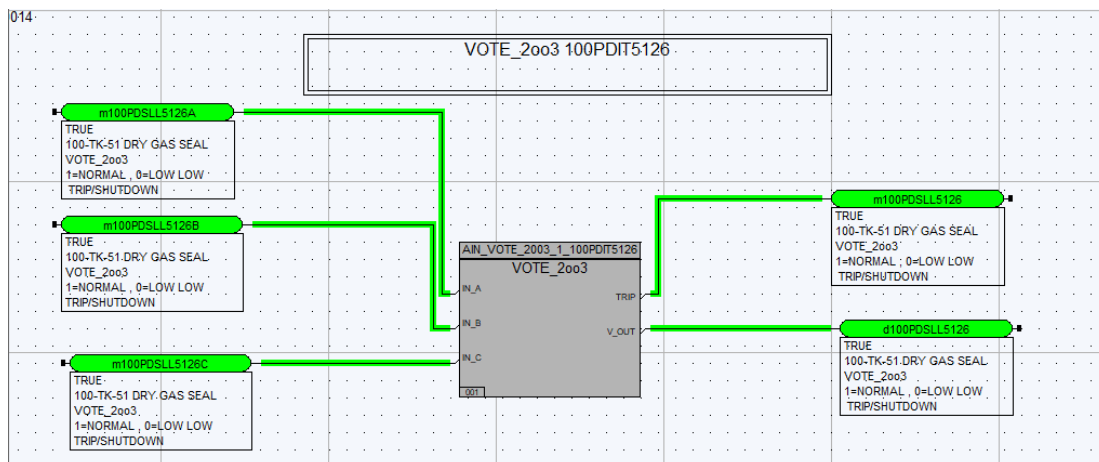 014
VOTE_2oo3 100PDIT5126
m100PDSLL5126A
TRUE
100-TK-51 DRY GAS SEAL
VOTE_2oo3
1=NORMAL , 0=LOW LOW
TRIP/SHUTDOWN
m100PDSLL5126B
TRUE
100-TK-51 DRY GAS SEAL
VOTE_2oo3
1=NORMAL , 0=LOW LOW
TRIP/SHUTDOWN
m100PDSLL5126C
TRUE
100-TK-51 DRY GAS SEAL
VOTE_2oo3
1=NORMAL , 0=LOW LOW
TRIP/SHUTDOWN
AIN_VOTE_2003_1_100PDIT5126
VOTE_2oo3
IN_A
TRIP
IN_B
V_OUT
IN_C
001
m100PDSLL5126
TRUE
100-TK-51 DRY GAS SEAL
VOTE_2oo3
1=NORMAL , 0=LOW LOW
TRIP/SHUTDOWN
d100PDSLL5126
TRUE
100-TK-51 DRY GAS SEAL
VOTE_2oo3
1=NORMAL , 0=LOW LOW
TRIP/SHUTDOWN